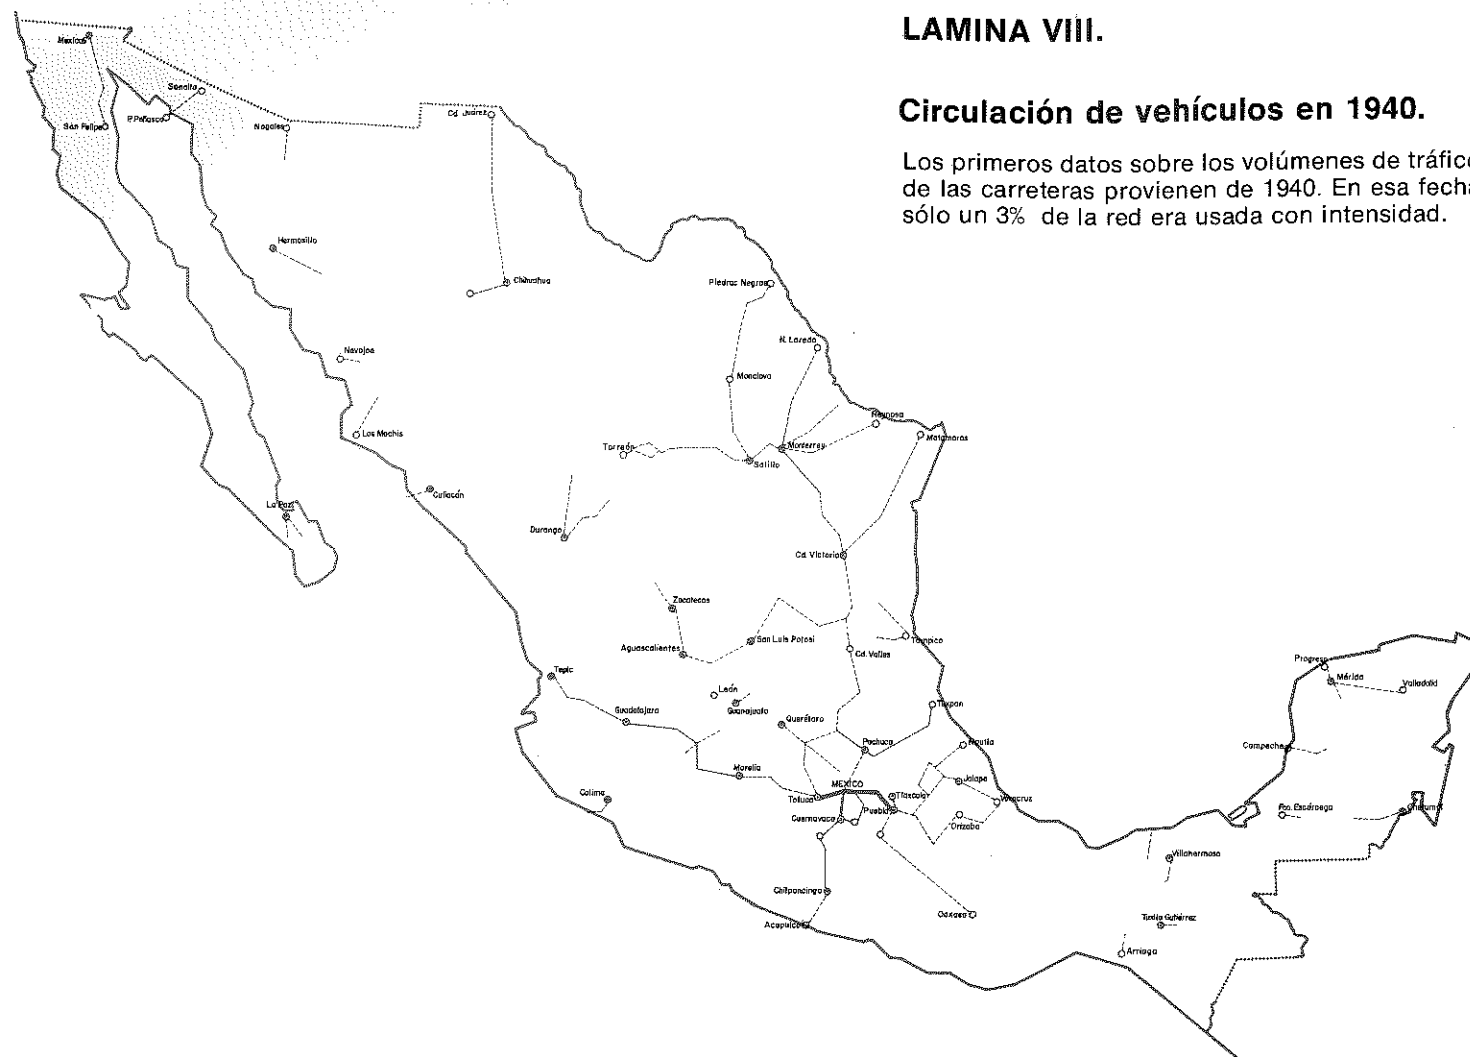 LAMINA VIII.
Circulación de vehículos en 1940.
Los primeros datos sobre los volúmenes de tráfic
de las carreteras provienen de 1940. En esa fech
sólo un 3% de la red era usada con intensidad.
Mexicali
Sonoita
San Felipe
P.Peñasco
Nogales
Cd. Juárez
Hermosillo
Chihuahua
Piedras Negras
N. Laredo
Navojoa
Monclova
Reynosa
Los Mochis
Torreón
Monterrey
Matamoros
Saltillo
Culiacán
La Paz
Durango
Cd. Victoria
Zacatecas
San Luis Potosí
Tampico
Aguascalientes
Cd. Valles
Tepic
Progreso
Mérida
Valladolid
León
Guanajuato
Guadalajara
Querétaro
Tuxpan
Pachuca
Nautla
Campeche
Morelia
MEXICO
Jalapa
Colima
Toluca
Tlaxcala
Veracruz
Puebla
Cuernavaca
Orizaba
Fco. Escárcega
Chetumal
Villahermosa
Chilpancingo
Oaxaca
Tuxtla Gutiérrez
Acapulco
Arriaga